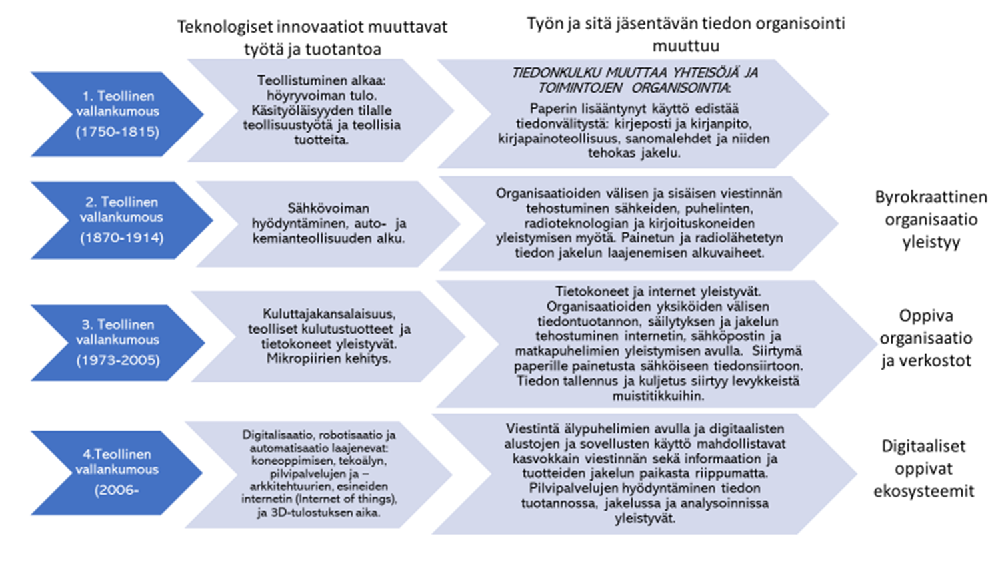 Teknologiset innovaatiot muuttavat
työtä ja tuotantoa
Työn ja sitä jäsentävän tiedon organisointi
muuttuu
1. Teollinen
vallankumous
(1750-1815)
Teollistuminen alkaa:
höyryvoiman tulo.
Käsityöläisyyden tilalle
teollisuustyötä ja teollisia
tuotteita.
TIEDONKULKU MUUTTAA YHTEISÖJÄ JA
TOIMINTOJEN ORGANISOINTIA:
Paperin lisääntynyt käyttö edistää
tiedonvälitystä: kirjeposti ja kirjanpito,
kirjapainoteollisuus, sanomalehdet ja niiden
tehokas jakelu.
2. Teollinen
vallankumous
(1870-1914)
Sähkövoiman
hyödyntäminen, auto- ja
kemianteollisuuden alku.
Organisaatioiden välisen ja sisäisen viestinnän
tehostuminen sähkeiden, puhelinten,
radioteknologian ja kirjoituskoneiden
yleistymisen myötä. Painetun ja radiolähetetyn
tiedon jakelun laajenemisen alkuvaiheet.
Byrokraattinen
organisaatio
yleistyy
3. Teollinen
vallankumous
(1973-2005)
Kuluttajakansalaisuus,
teolliset kulutustuotteet ja
tietokoneet yleistyvät.
Mikropiirien kehitys.
Tietokoneet ja internet yleistyvät.
Organisaatioiden yksiköiden välisen
tiedontuotannon, säilytyksen ja jakelun
tehostuminen internetin, sähköpostin ja
matkapuhelimien yleistymisen avulla. Siirtymä
paperille painetusta sähköiseen tiedonsiirtoon.
Tiedon tallennus ja kuljetus siirtyy levykkeistä
muistitikkuihin.
Oppiva
organisaatio
ja verkostot
4.Teollinen
vallankumous
(2006-
Digitalisaatio, robotisaatio ja
automatisaatio laajenevat:
koneoppimisen, tekoälyn,
pilvipalvelujen ja –
arkkitehtuurien, esineiden
internetin (Internet of things),
ja 3D-tulostuksen aika.
Viestintä älypuhelimien avulla ja digitaalisten
alustojen ja sovellusten käyttö mahdollistavat
kasvokkain viestinnän sekä informaation ja
tuotteiden jakelun paikasta riippumatta.
Pilvipalvelujen hyödyntäminen tiedon
tuotannossa, jakelussa ja analysoinnissa
yleistyvät.
Digitaaliset
oppivat
ekosysteemit